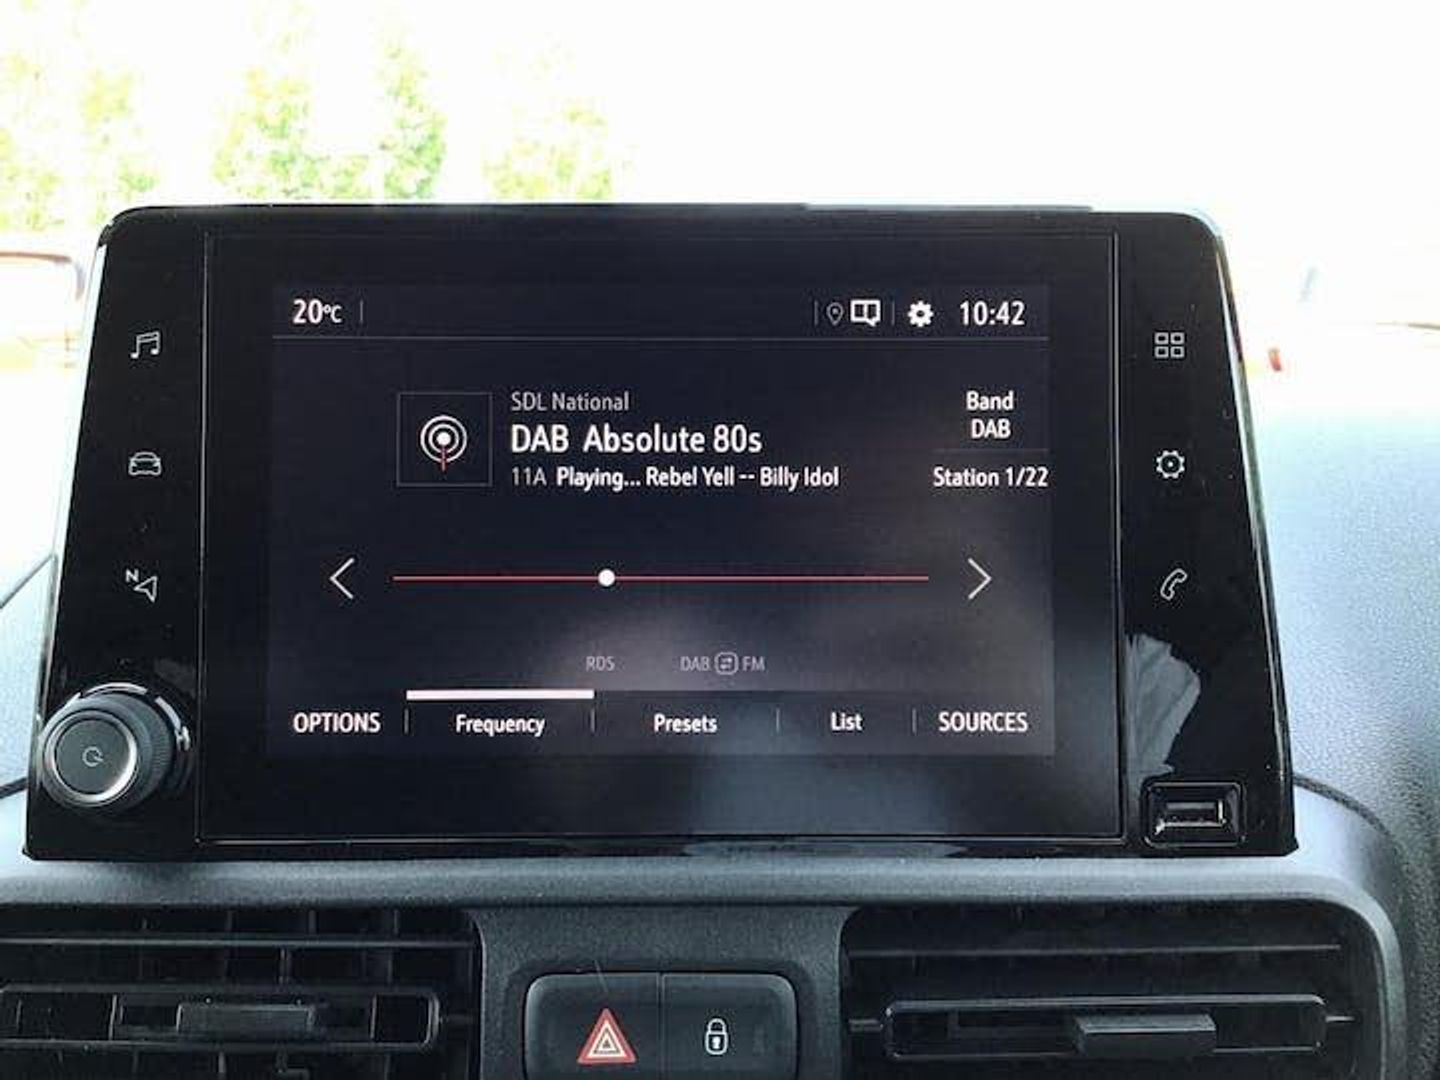 20°C
10:42
SDL National
DAB Absolute 80s
11A Playing... Rebel Yell -- Billy Idol
Band
DAB
Station 1/22
N
RDS
DAB FM
OPTIONS
Frequency
Presets
List
SOURCES